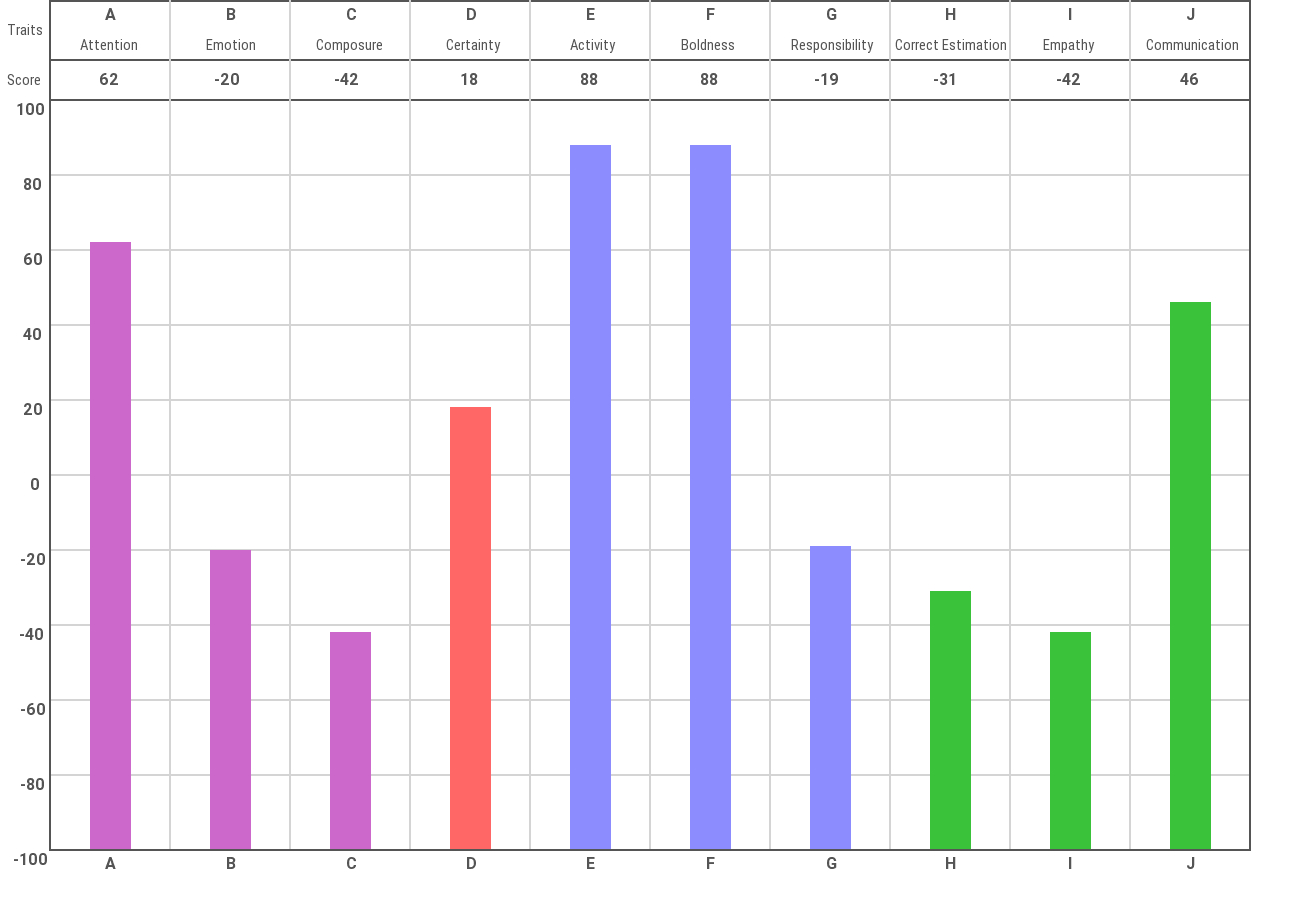 A B C D E F G H I J
Traits
Attention Emotion Composure Certainty Activity Boldness Responsibility Correct Estimation Empathy Communication
Score 62 -20 -42 18 88 88 -19 -31 -42 46
100
80
60
40
20
0
-20
-40
-60
-80
-100
A B C D E F G H I J